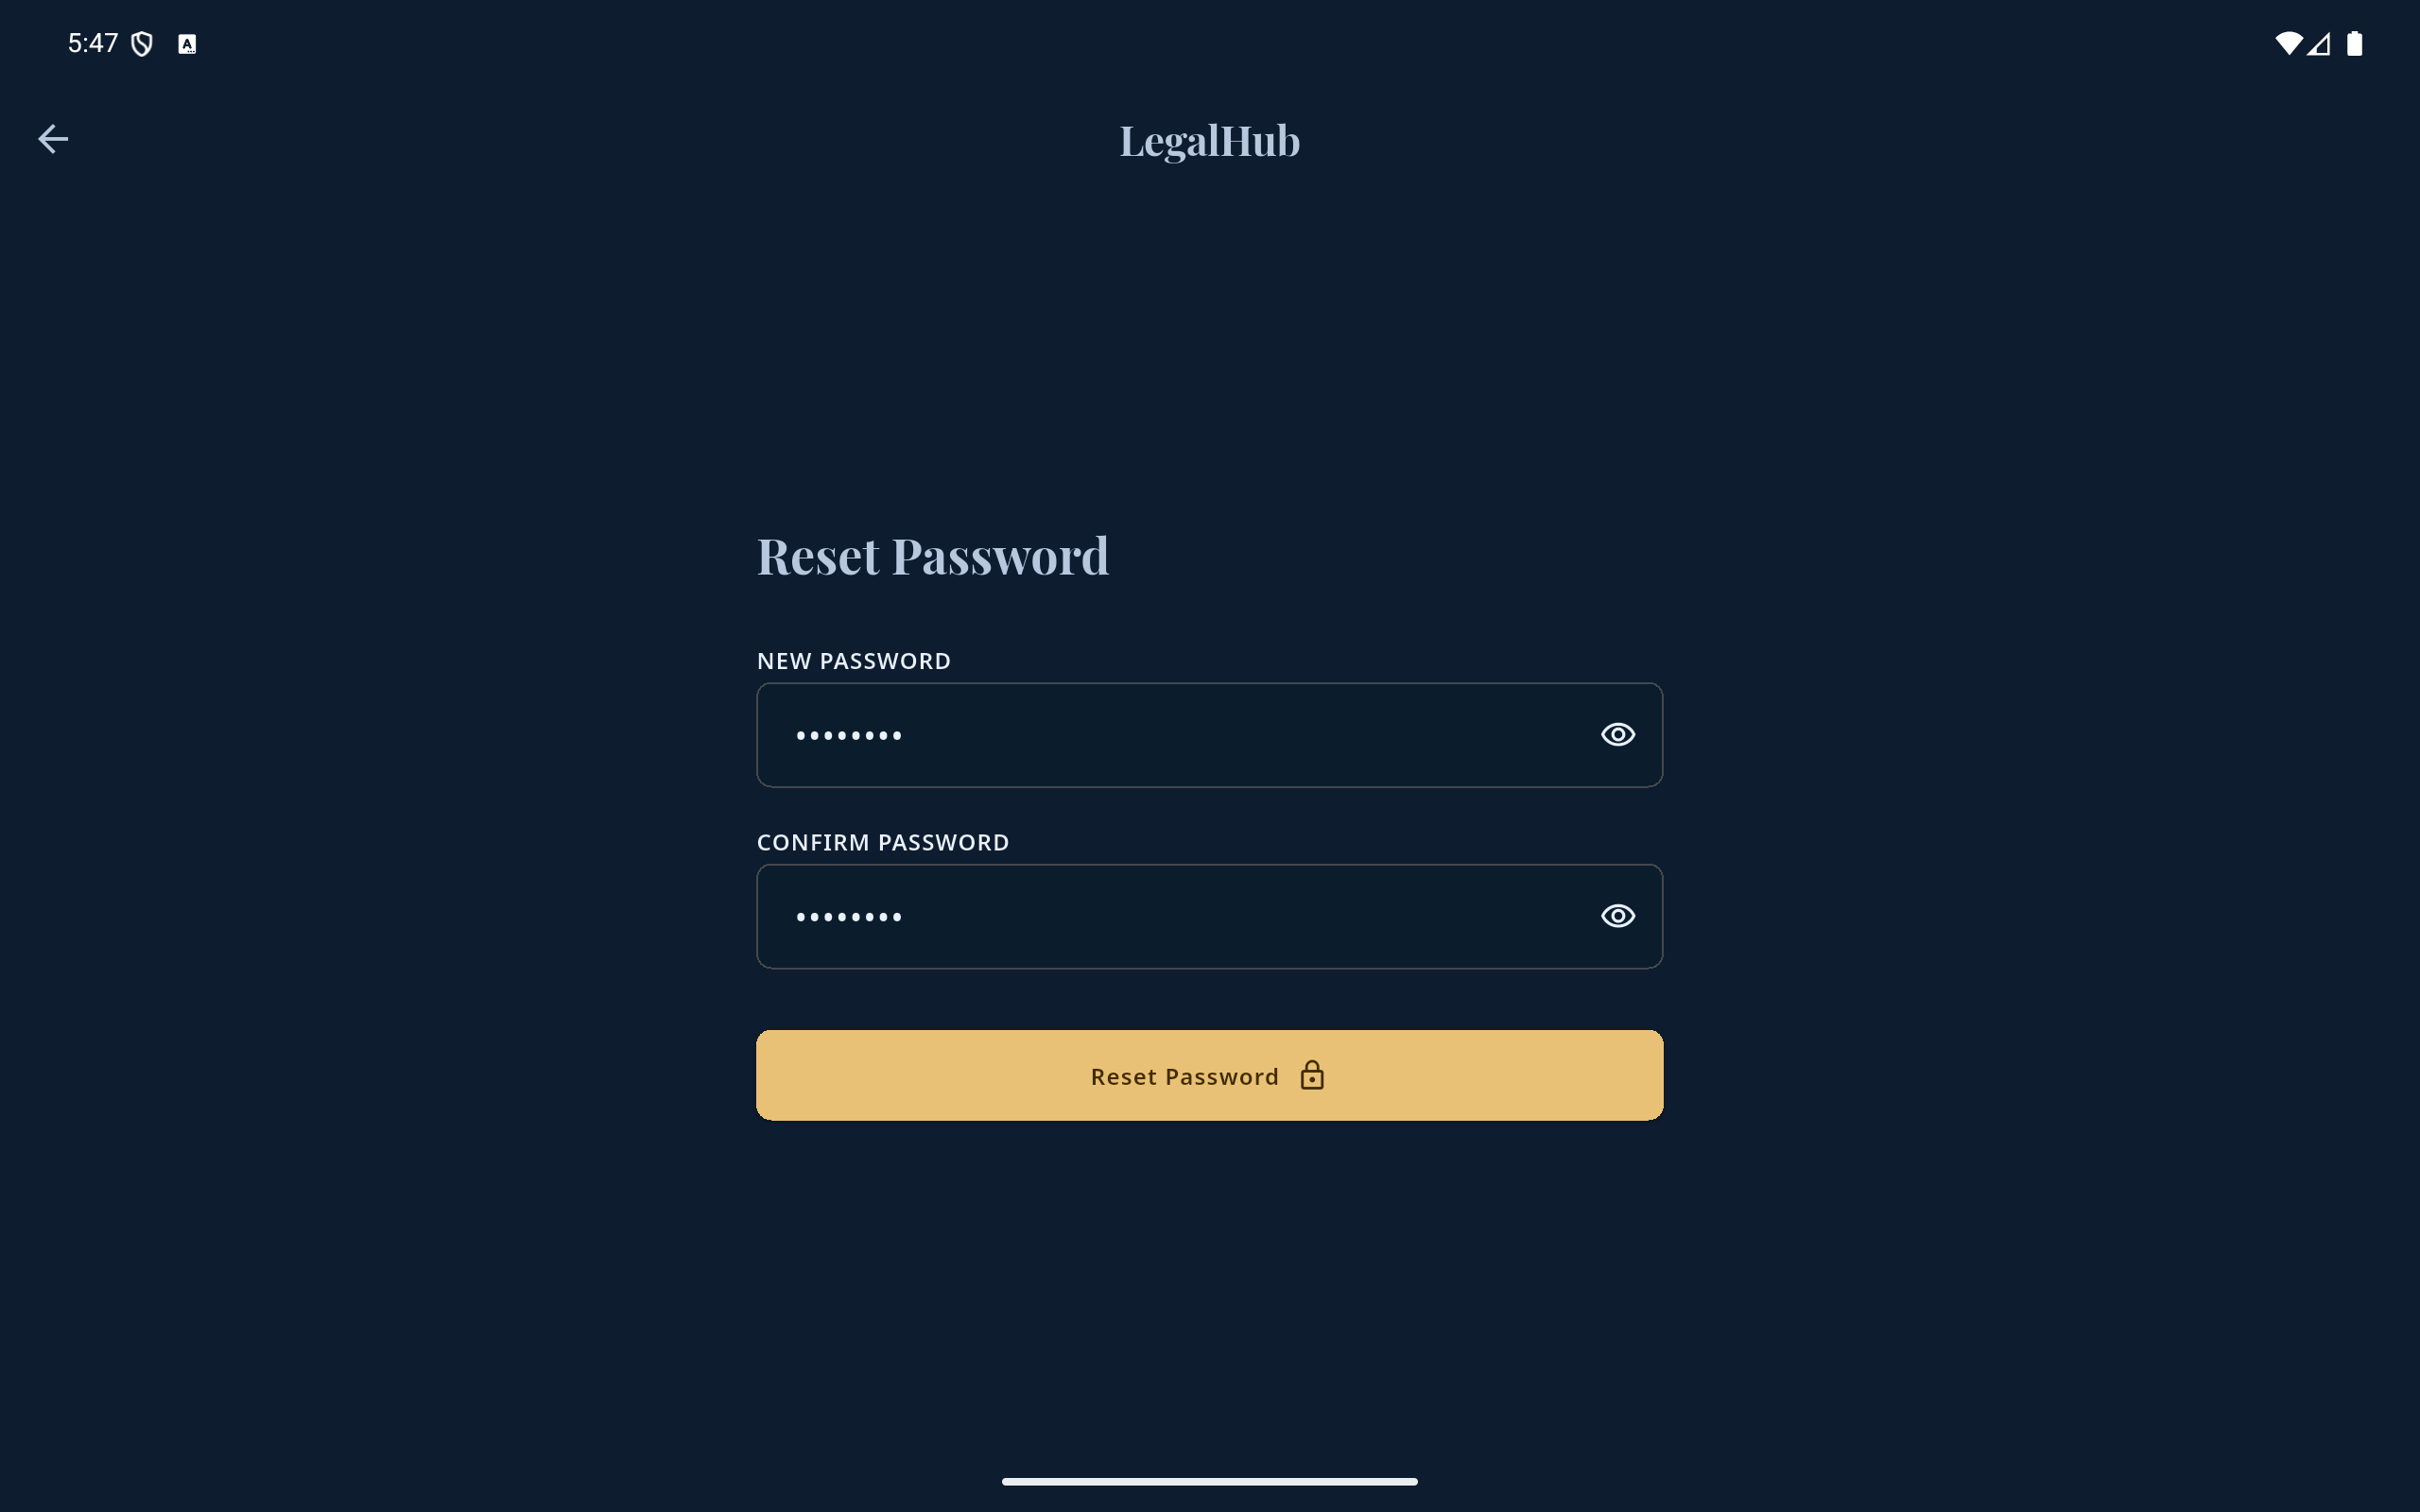 5:47
LegalHub
Reset Password
NEW PASSWORD
••••••••
CONFIRM PASSWORD
••••••••
Reset Password